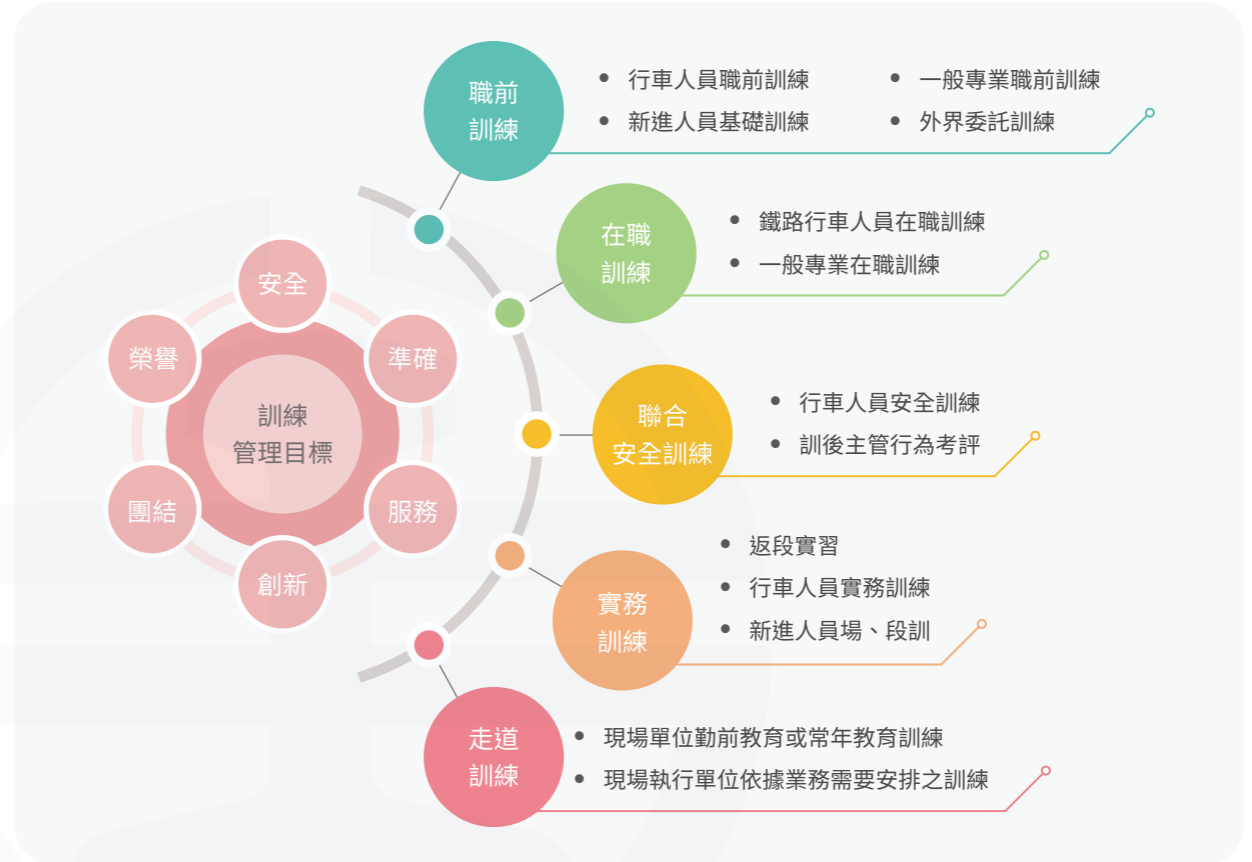 訓練
管理目標
安全
準確
服務
創新
團結
榮譽
職前
訓練
行車人員職前訓練
新進人員基礎訓練
一般專業職前訓練
外界委託訓練
在職
訓練
鐵路行車人員在職訓練
一般專業在職訓練
聯合
安全訓練
行車人員安全訓練
訓後主管行為考評
實務
訓練
返段實習
行車人員實務訓練
新進人員場、段訓
走道
訓練
現場單位勤前教育或常年教育訓練
現場執行單位依據業務需要安排之訓練